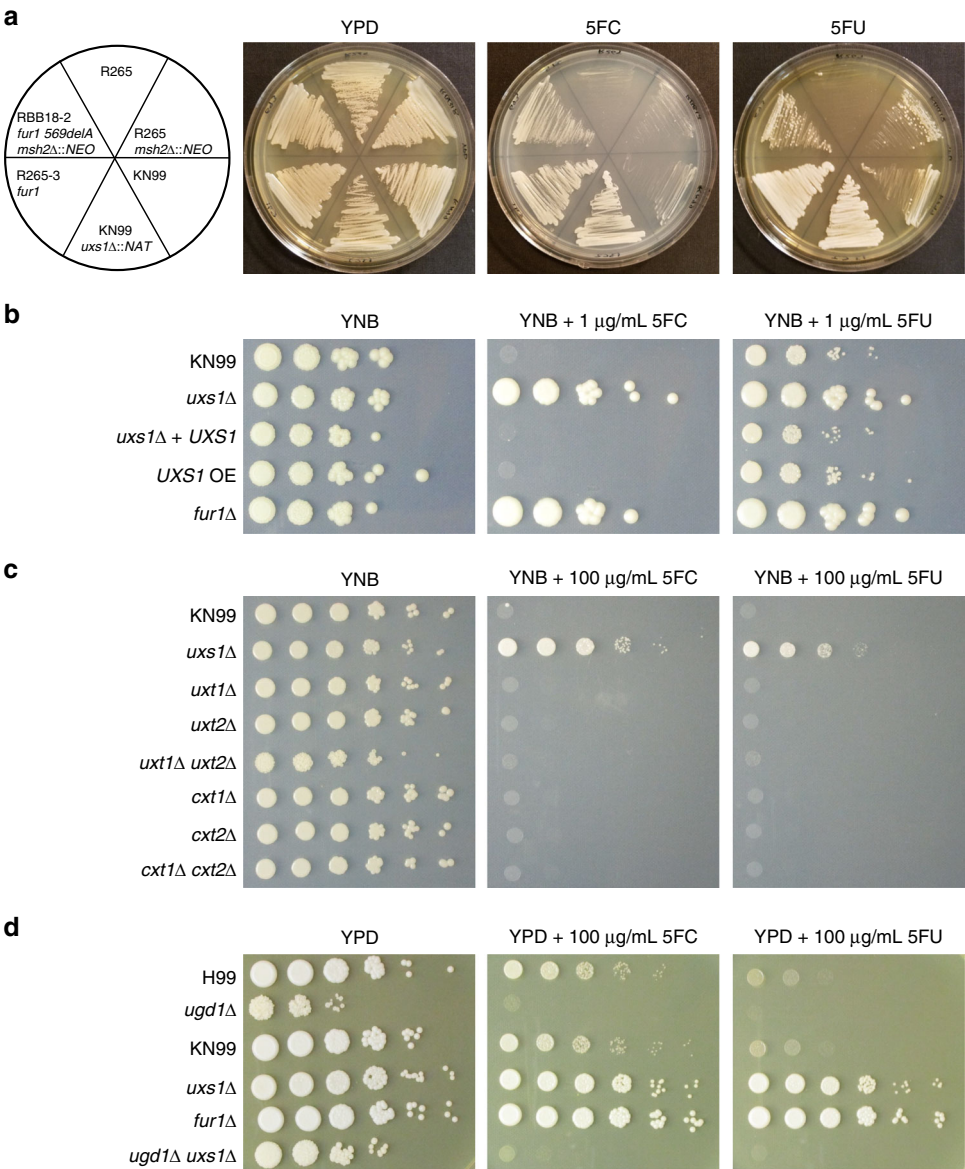 a
YPD
5FC
5FU
R265
RBB18-2
fur1 569delA
msh2Δ::NEO
R265
msh2Δ::NEO
R265-3
fur1
KN99
KN99
uxs1Δ::NAT
b
YNB
YNB + 1 μg/mL 5FC
YNB + 1 μg/mL 5FU
KN99
uxs1Δ
uxs1Δ + UXS1
UXS1 OE
fur1Δ
c
YNB
YNB + 100 μg/mL 5FC
YNB + 100 μg/mL 5FU
KN99
uxs1Δ
uxt1Δ
uxt2Δ
uxt1Δ uxt2Δ
cxt1Δ
cxt2Δ
cxt1Δ cxt2Δ
d
YPD
YPD + 100 μg/mL 5FC
YPD + 100 μg/mL 5FU
H99
ugd1Δ
KN99
uxs1Δ
fur1Δ
ugd1Δ uxs1Δ